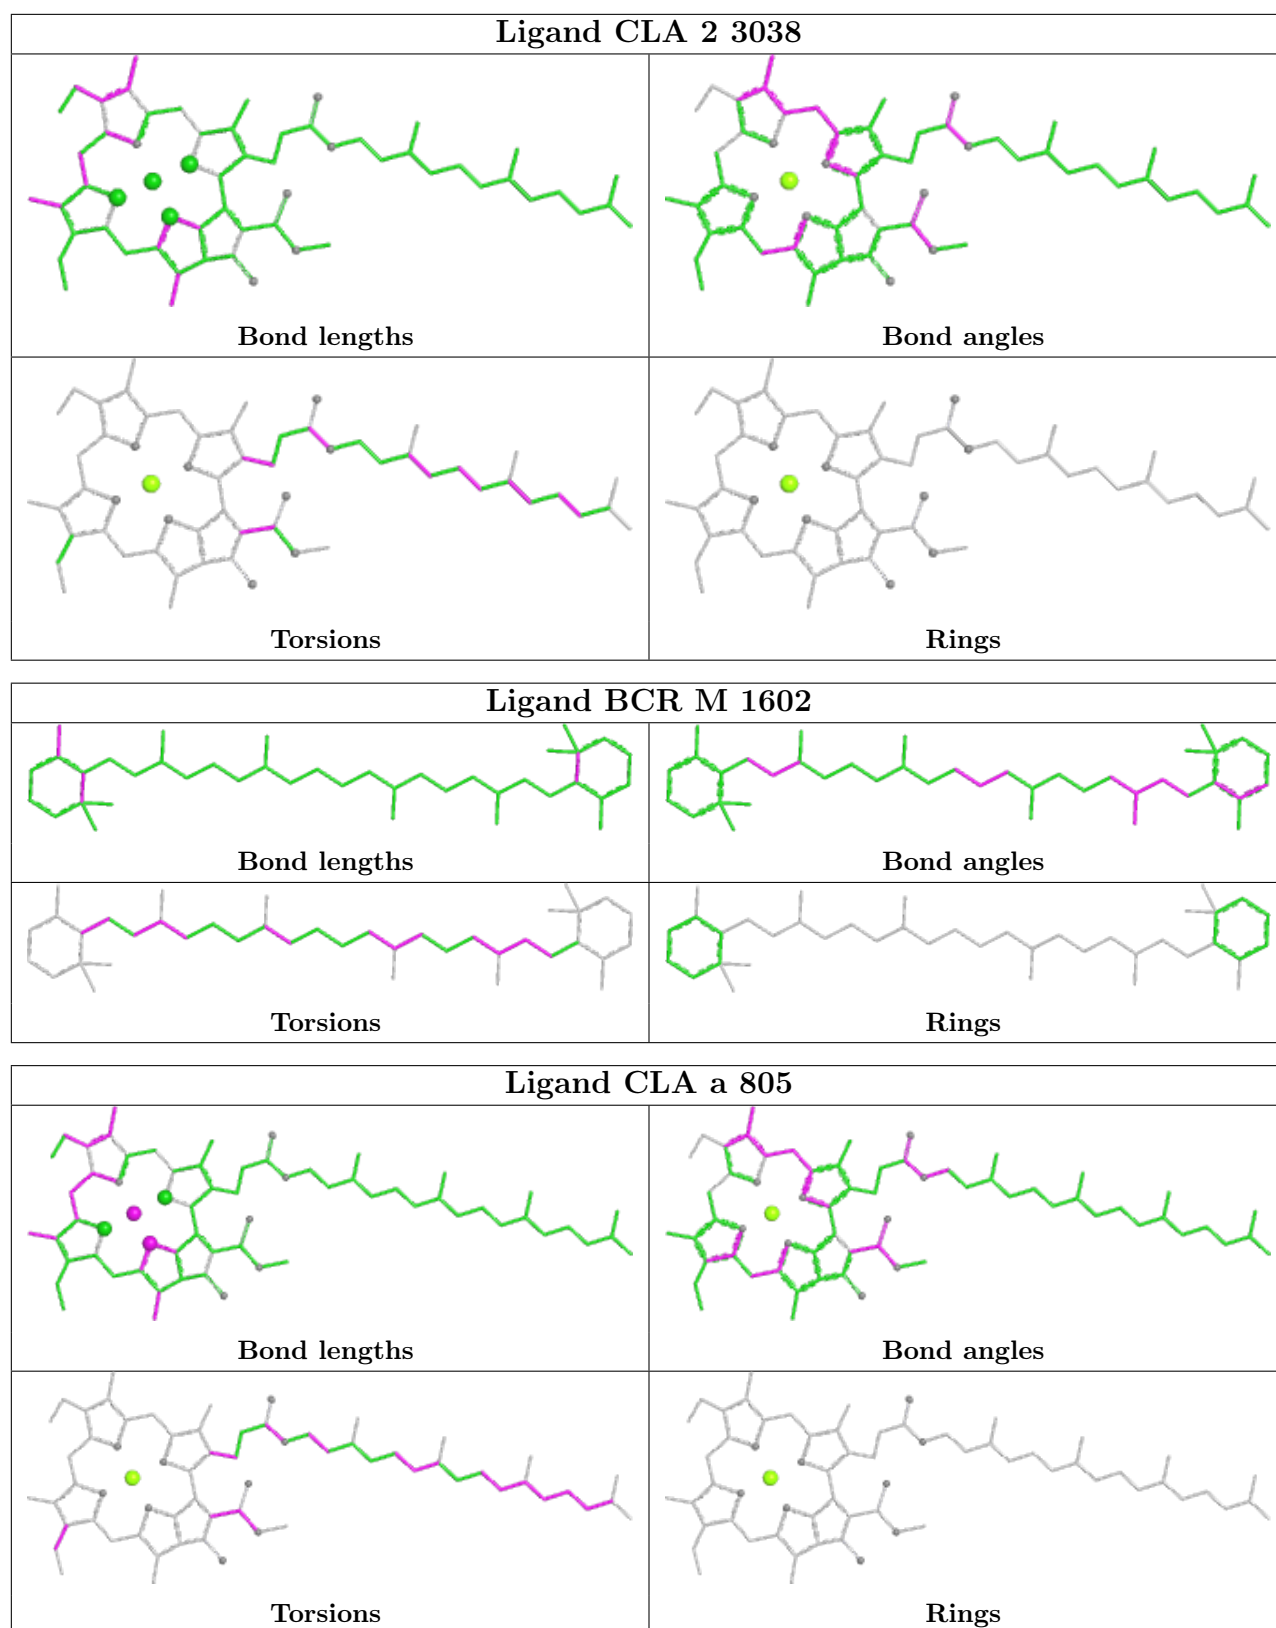 Ligand CLA 2 3038
Bond lengths
Bond angles
Torsions
Rings
Ligand BCR M 1602
Bond lengths
Bond angles
Torsions
Rings
Ligand CLA a 805
Bond lengths
Bond angles
Torsions
Rings